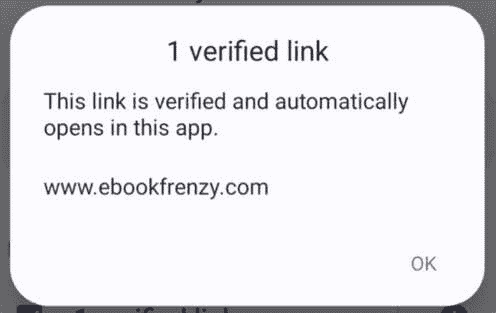 1 verified link
This link is verified and automatically
opens in this app.
www.ebookfrenzy.com
OK